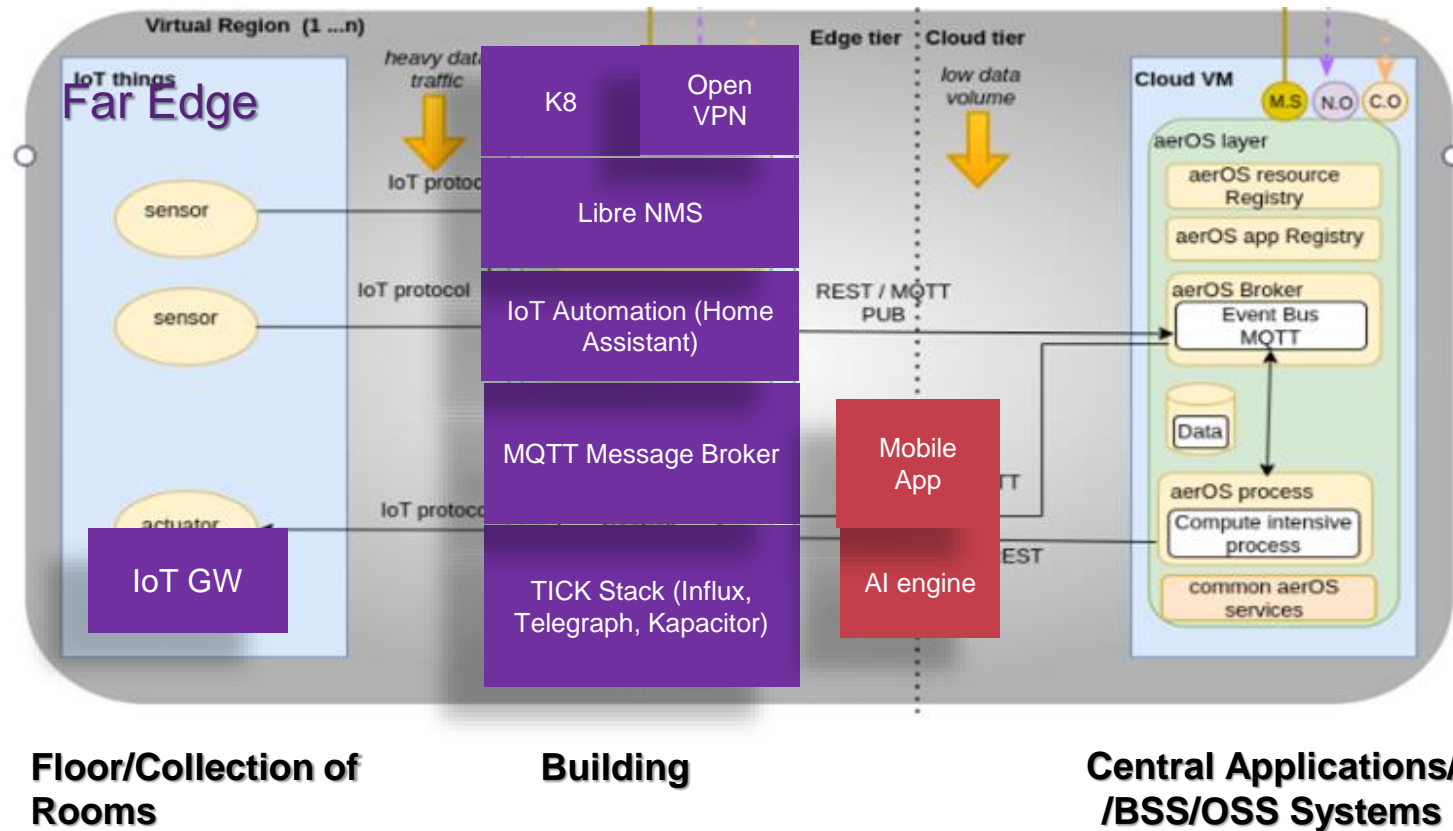 Virtual Region (1 ...n)
Edge tier
Cloud tier
IoT things
Far Edge
heavy data
traffic
K8
Open
VPN
low data
volume
Cloud VM
M.S
N.O
C.O
aerOS layer
aerOS resource
Registry
aerOS app Registry
sensor
IoT protoc
Libre NMS
sensor
IoT protocol
IoT Automation (Home
Assistant)
REST / MQTT
PUB
aerOS Broker
Event Bus
MQTT
Data
MQTT Message Broker
Mobile
App
TT
aerOS process
Compute intensive
process
actuator
IoT protoco
EST
IoT GW
TICK Stack (Influx,
Telegraph, Kapacitor)
AI engine
common aerOS
services
Floor/Collection of
Rooms
Building
Central Applications/
/BSS/OSS Systems